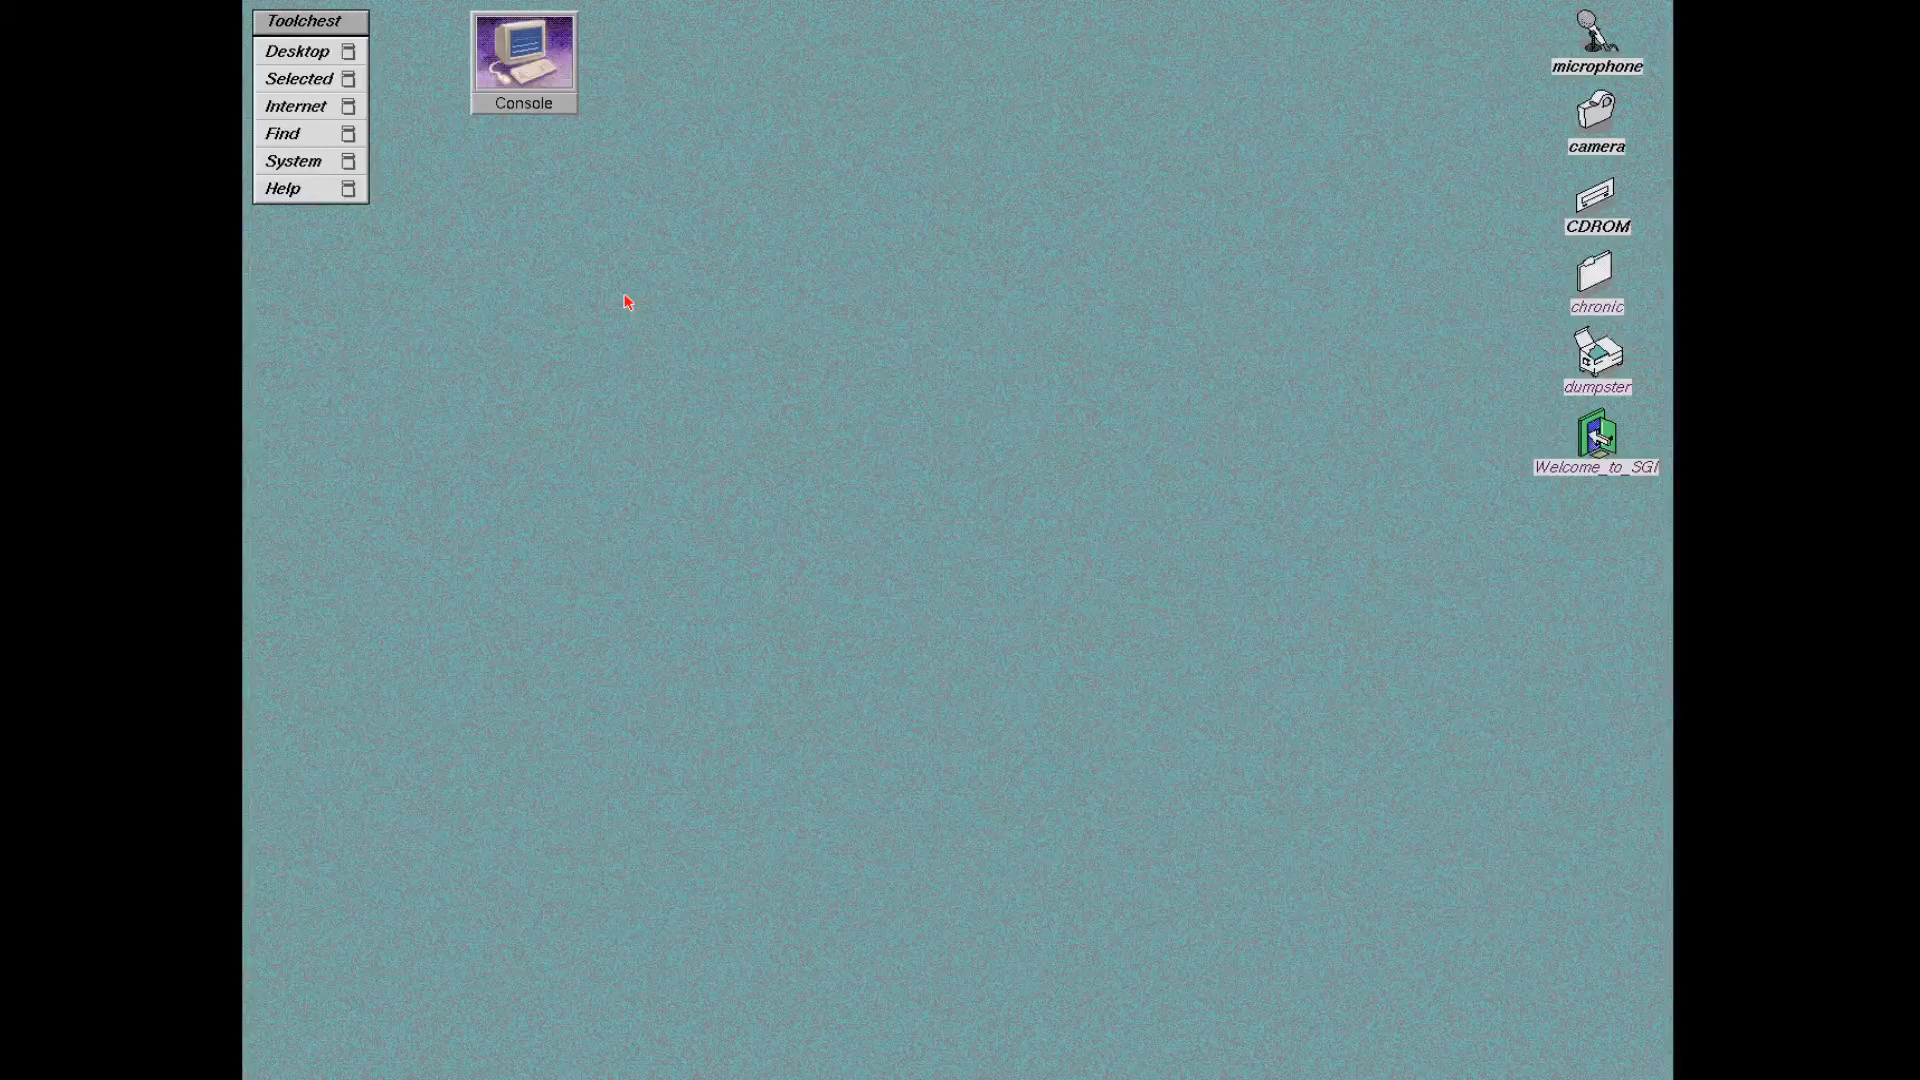 Toolchest
Desktop
Selected
Internet
Find
System
Help
Console
microphone
camera
CDROM
chronic
dumpster
Welcome_to_SGI